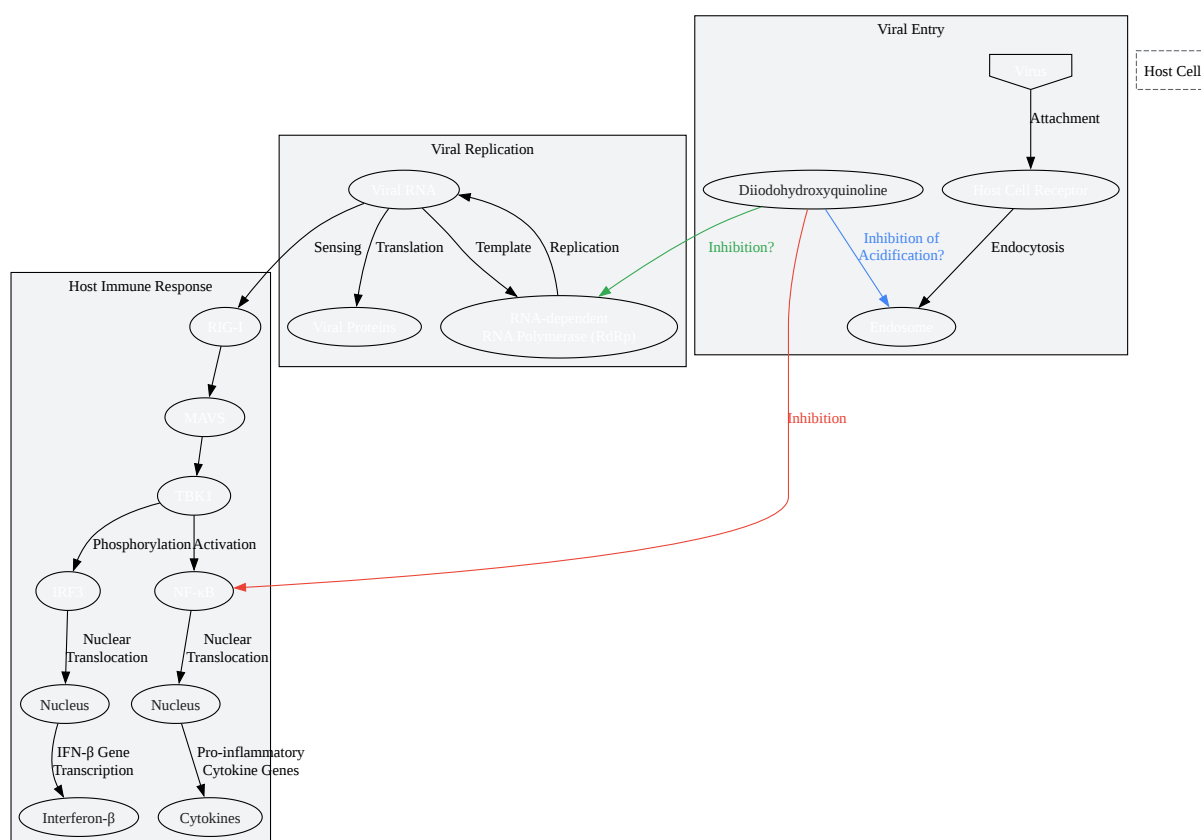 Viral Entry
Virus
Host Cell
Attachment
Viral Replication
Viral RNA
Diiodohydroxyquinoline
Host Cell Receptor
Sensing
Translation
Template
Replication
Inhibition?
Inhibition of
Acidification?
Endocytosis
Host Immune Response
RIG-I
Viral Proteins
RNA-dependent
RNA Polymerase (RdRp)
Endosome
MAVS
Inhibition
TBK1
Phosphorylation
Activation
IRF3
NF-κB
Nuclear
Translocation
Nuclear
Translocation
Nucleus
Nucleus
IFN-β Gene
Transcription
Pro-inflammatory
Cytokine Genes
Interferon-β
Cytokines